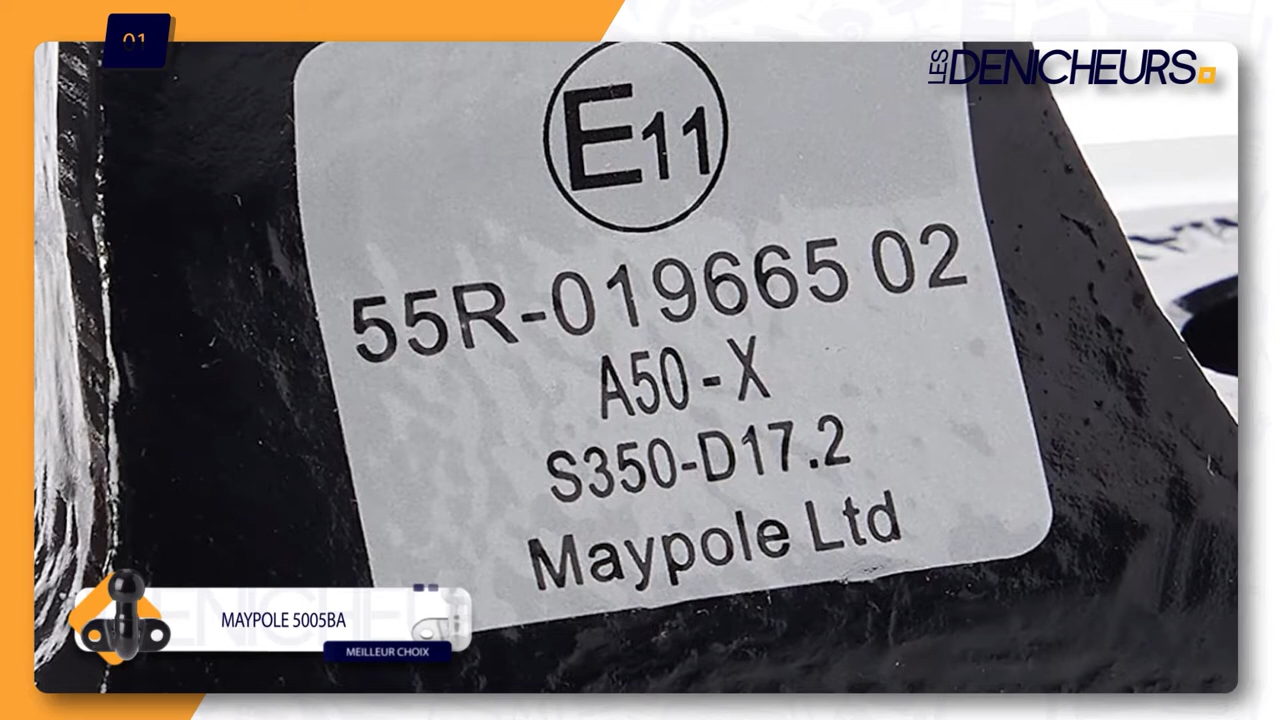 01
LES DENICHEURS.
E11
55R-019665 02
A50-X
S350-D17.2
Maypole Ltd
MAYPOLE 5005BA
MEILLEUR CHOIX